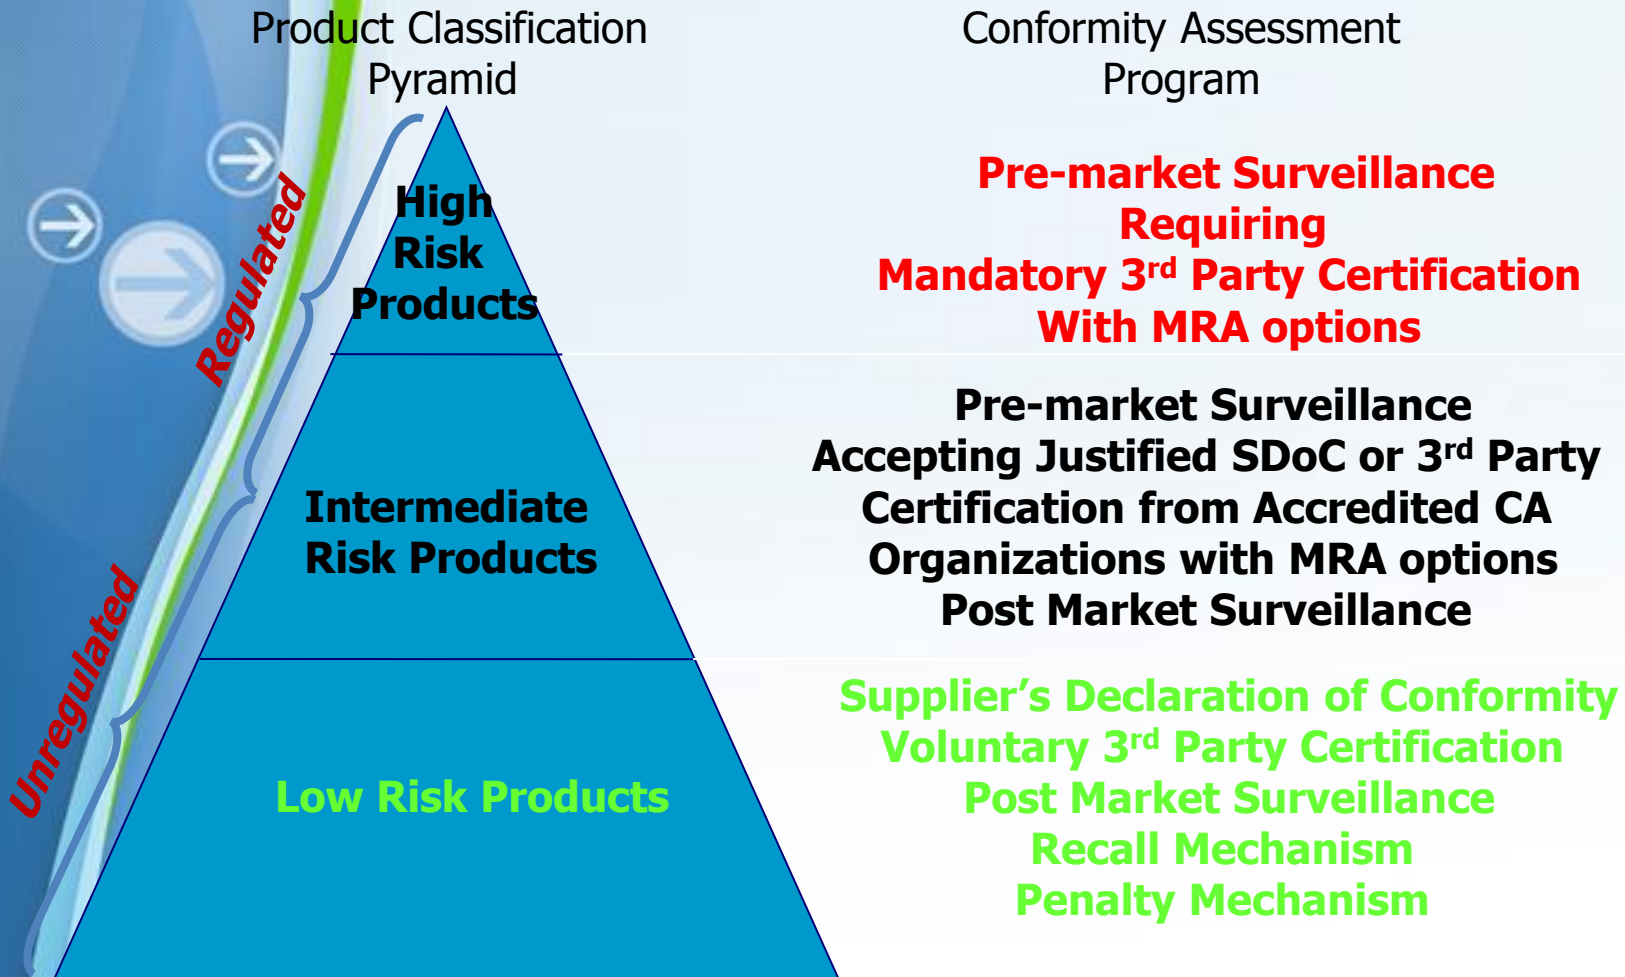 Product Classification
Pyramid
Conformity Assessment
Program
Regulated
High
Risk
Products
Pre-market Surveillance
Requiring
Mandatory 3rd Party Certification
With MRA options
Intermediate
Risk Products
Pre-market Surveillance
Accepting Justified SDoC or 3rd Party
Certification from Accredited CA
Organizations with MRA options
Post Market Surveillance
Unregulated
Low Risk Products
Supplier’s Declaration of Conformity
Voluntary 3rd Party Certification
Post Market Surveillance
Recall Mechanism
Penalty Mechanism